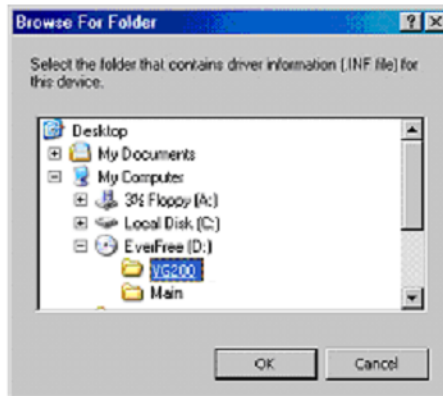 Browse For Folder
Select the folder that contains driver information (.INF file) for
this device.
Desktop
My Documents
My Computer
3½ Floppy (A:)
Local Disk (C:)
EverFree (D:)
VG200
Main
OK
Cancel